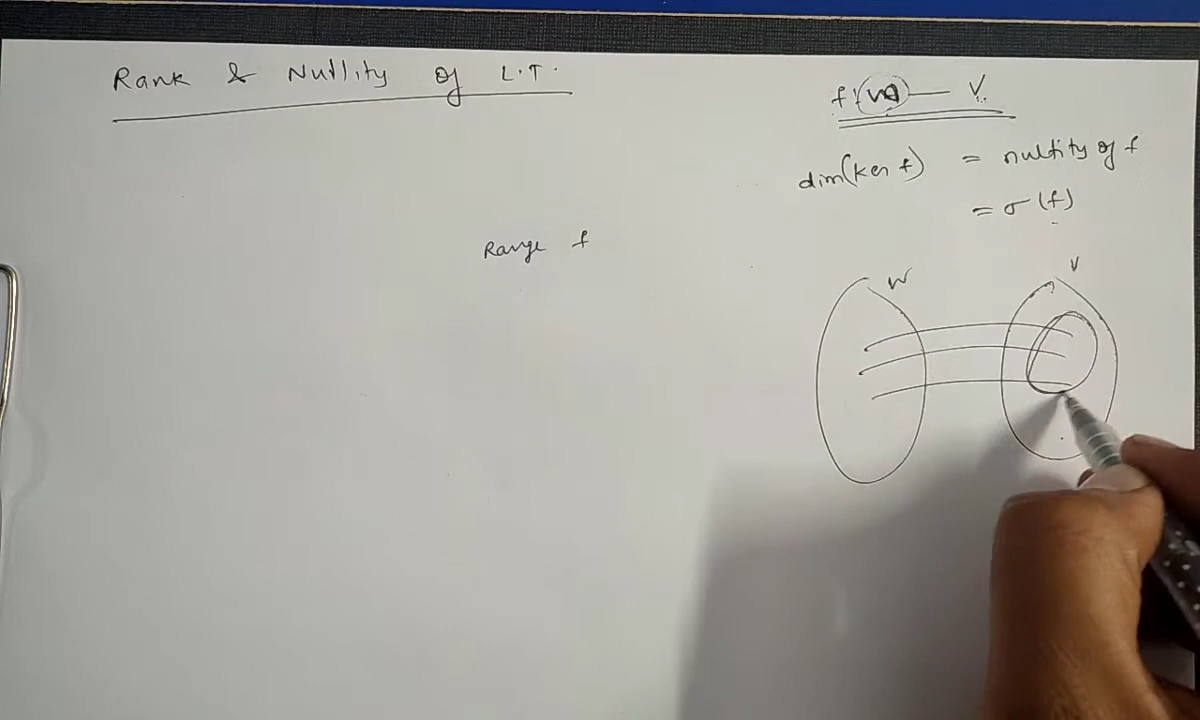 Rank & Nullity of L.T.
f: W — V
dim(ker f) = nullity of f
= σ(f)
Range f
W
V